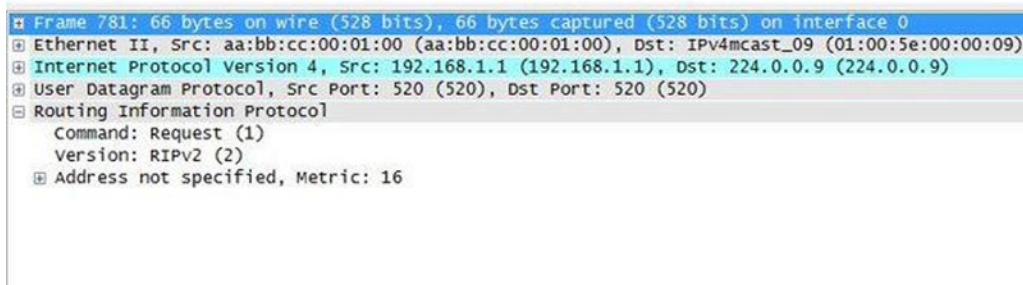 Frame 781: 66 bytes on wire (528 bits), 66 bytes captured (528 bits) on interface 0
Ethernet II, Src: aa:bb:cc:00:01:00 (aa:bb:cc:00:01:00), Dst: IPv4mcast_09 (01:00:5e:00:00:09)
Internet Protocol Version 4, Src: 192.168.1.1 (192.168.1.1), Dst: 224.0.0.9 (224.0.0.9)
User Datagram Protocol, Src Port: 520 (520), Dst Port: 520 (520)
Routing Information Protocol
Command: Request (1)
Version: RIPv2 (2)
Address not specified, Metric: 16